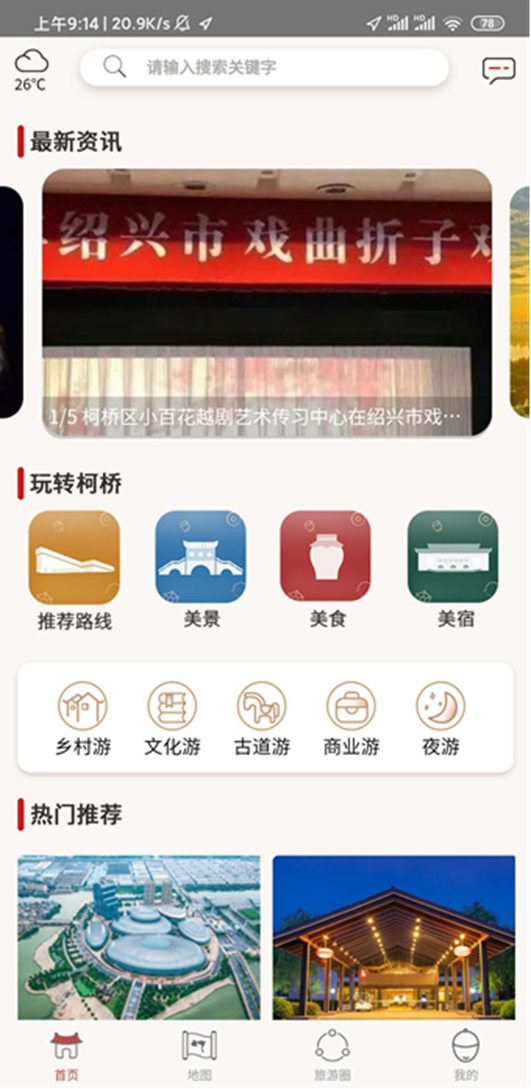 上午9:14 | 20.9K/s
HD HD 78
26℃
请输入搜索关键字
最新资讯
绍兴市戏曲折子戏
1/5 柯桥区小百花越剧艺术传习中心在绍兴市戏…
玩转柯桥
推荐路线 美景 美食 美宿
乡村游 文化游 古道游 商业游 夜游
热门推荐
首页 地图 旅游圈 我的